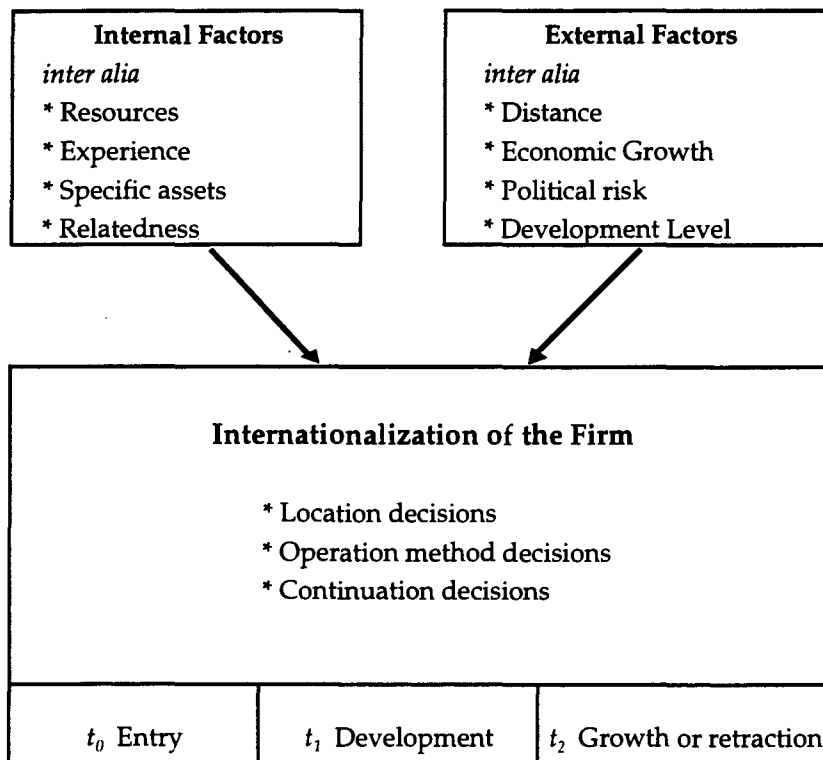 Internal Factors
inter alia
* Resources
* Experience
* Specific assets
* Relatedness
External Factors
inter alia
* Distance
* Economic Growth
* Political risk
* Development Level
Internationalization of the Firm
* Location decisions
* Operation method decisions
* Continuation decisions
t0 Entry
t1 Development
t2 Growth or retraction